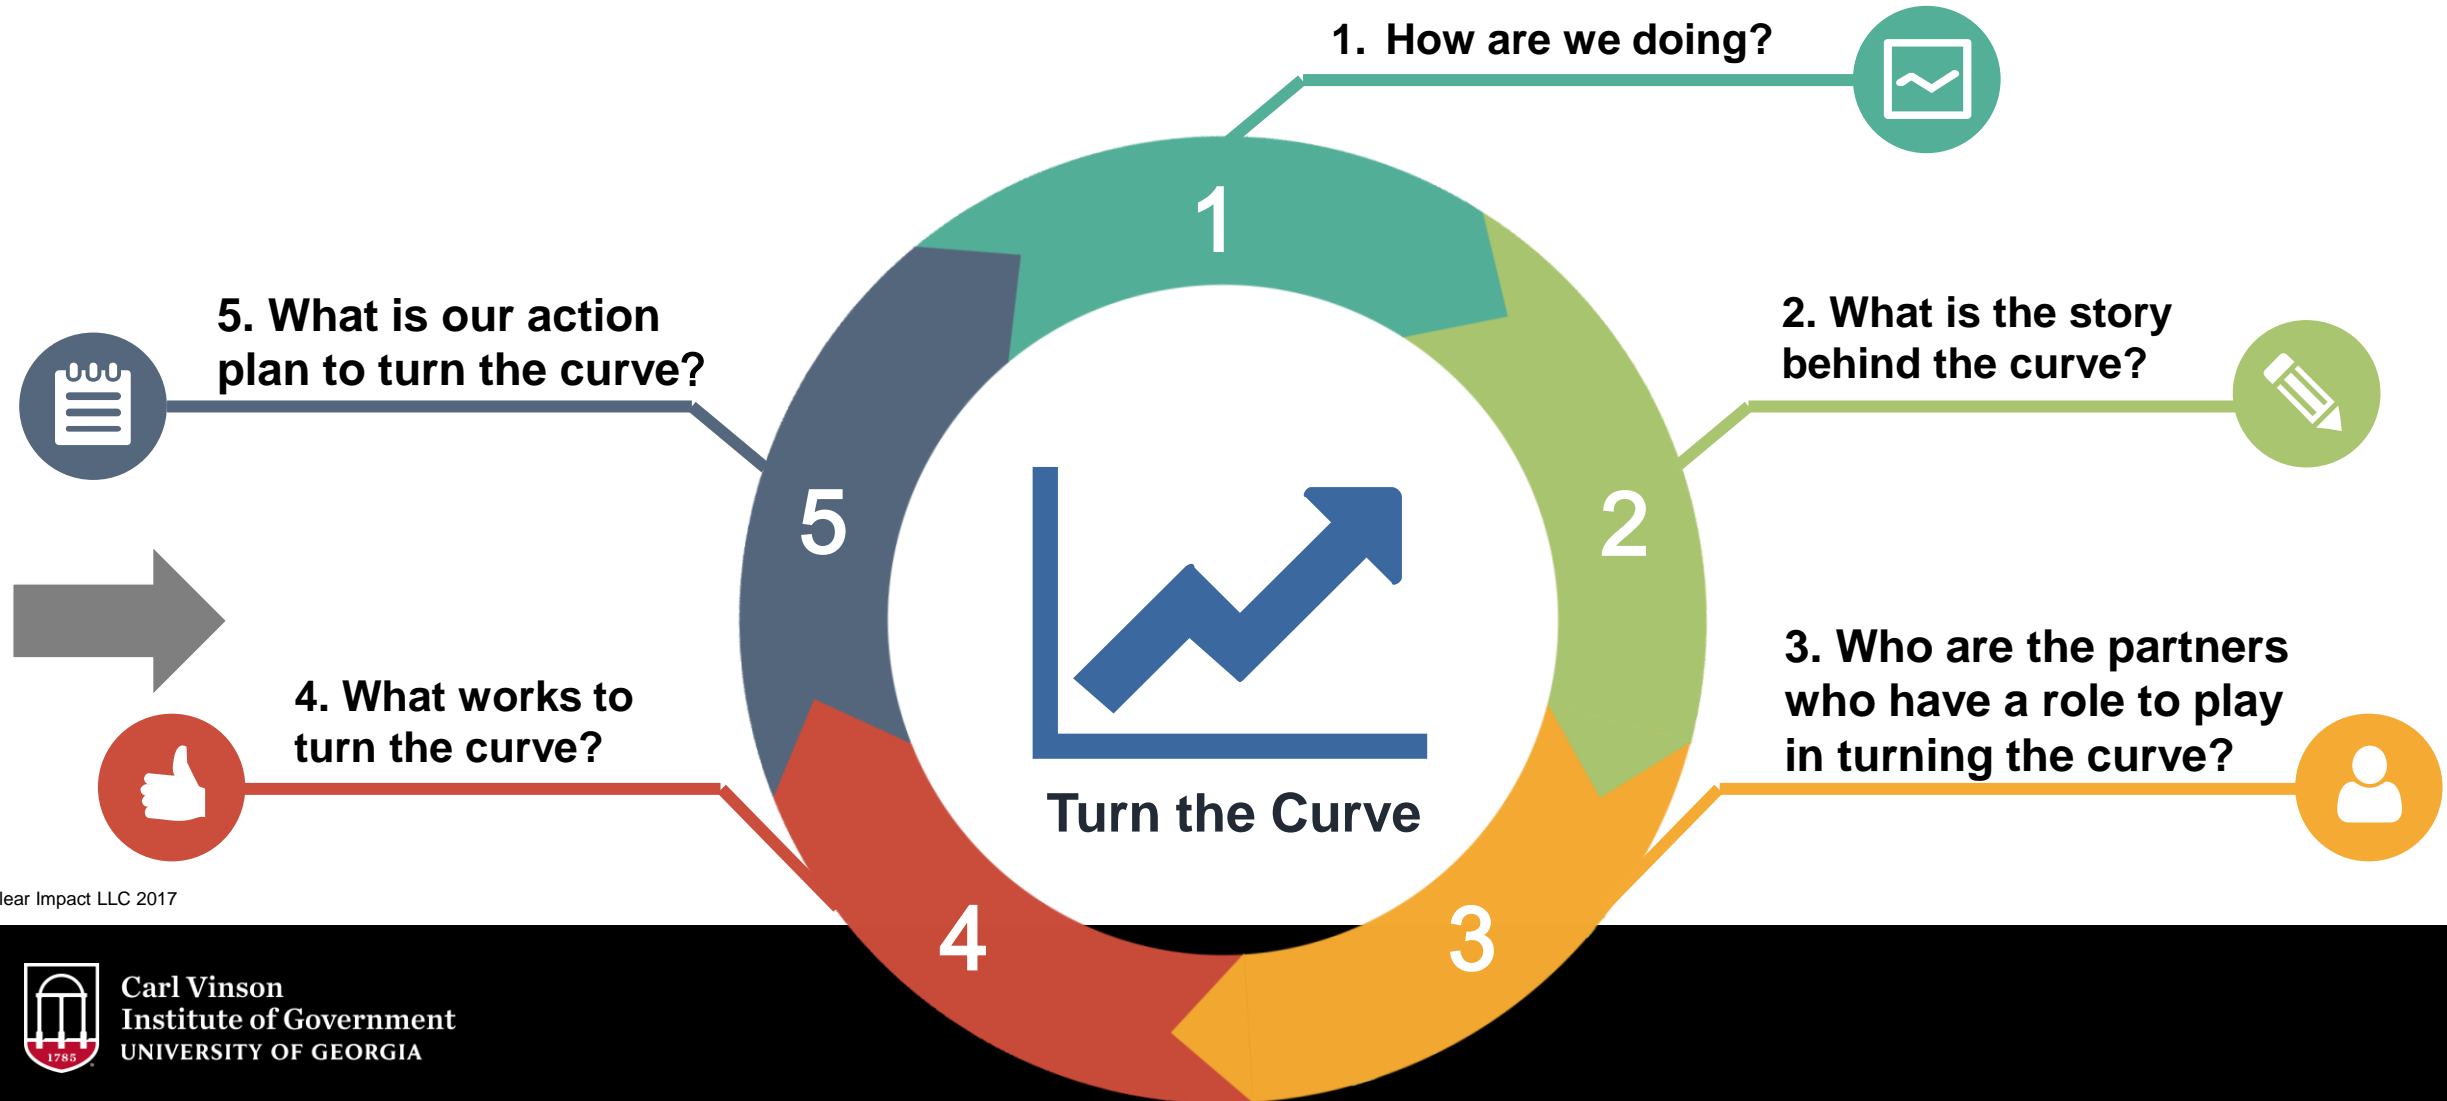 1. How are we doing?
1
5. What is our action
plan to turn the curve?
2. What is the story
behind the curve?
5
2
3. Who are the partners
who have a role to play
in turning the curve?
4. What works to
turn the curve?
Turn the Curve
lear Impact LLC 2017
4
3
Carl Vinson
Institute of Government
UNIVERSITY OF GEORGIA
1785